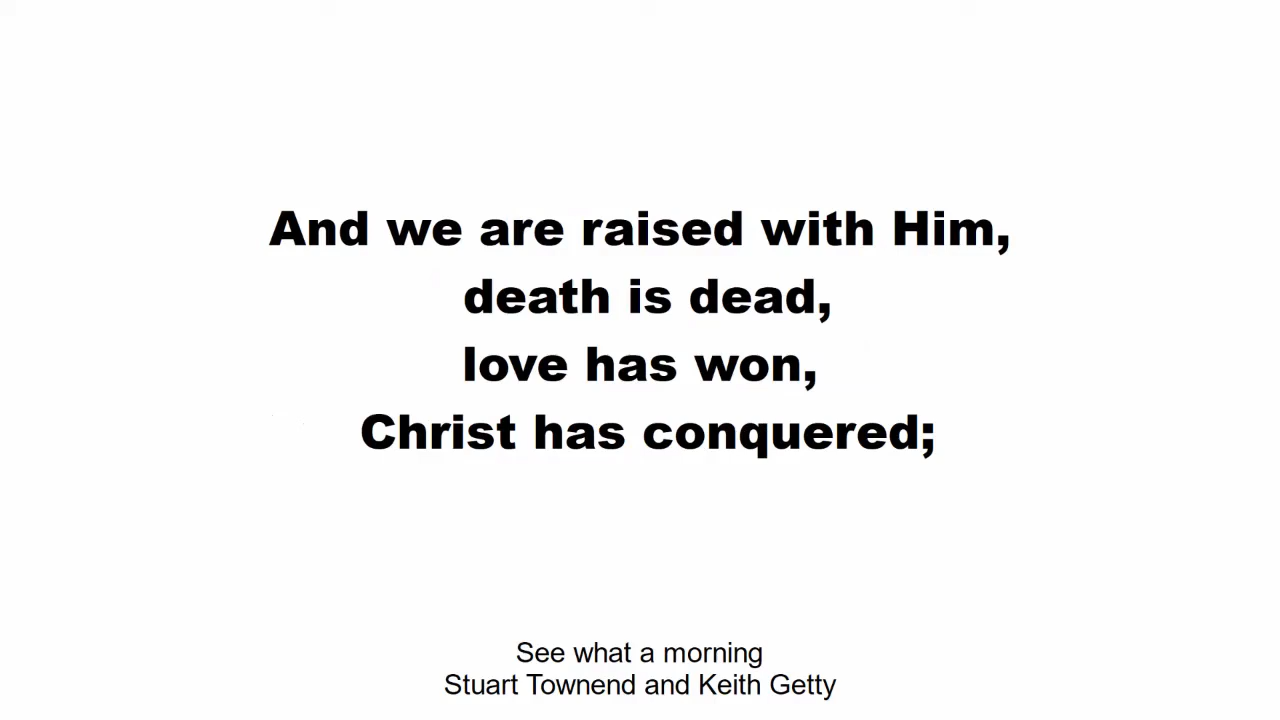 And we are raised with Him,
death is dead,
love has won,
Christ has conquered;
See what a morning
Stuart Townend and Keith Getty